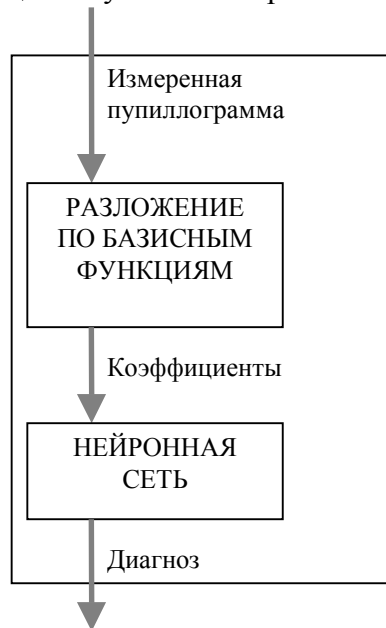 Измеренная
пупиллограмма
РАЗЛОЖЕНИЕ
ПО БАЗИСНЫМ
ФУНКЦИЯМ
Коэффициенты
НЕЙРОННАЯ
СЕТЬ
Диагноз